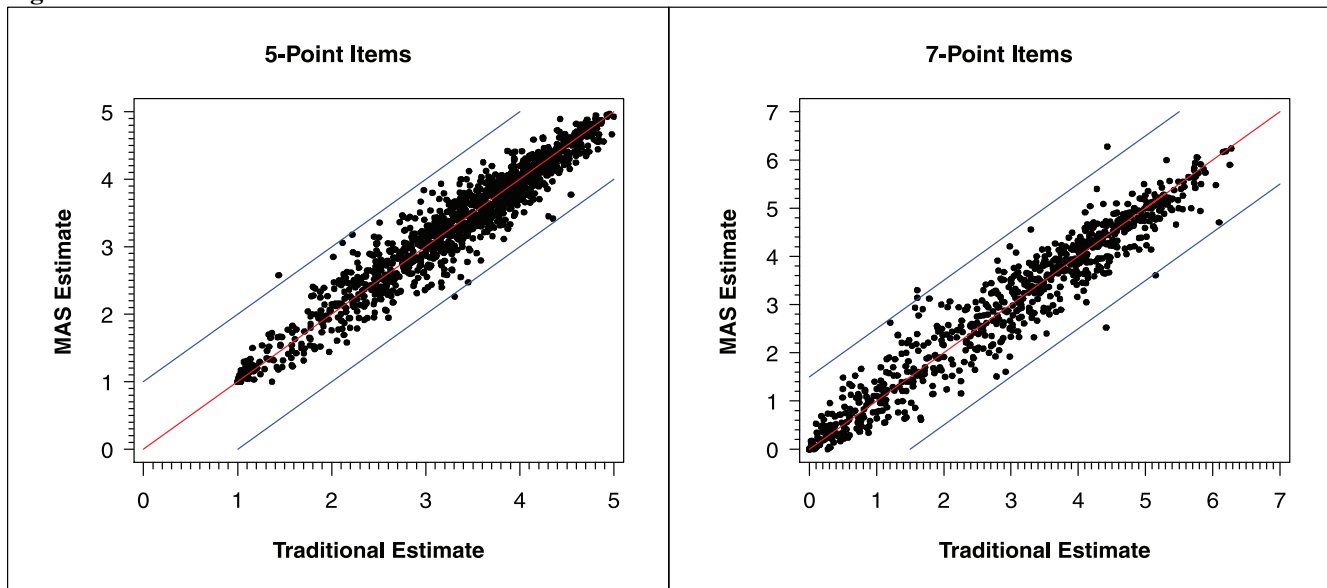 5-Point Items
5
4
3
2
1
0
MAS Estimate
0 1 2 3 4 5
Traditional Estimate
7-Point Items
7
6
5
4
3
2
1
0
MAS Estimate
0 1 2 3 4 5 6 7
Traditional Estimate